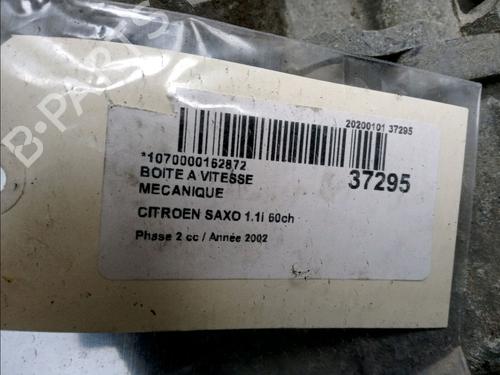 20200101 37295
*1070000162872
37295
BOITE A VITESSE
MECANIQUE
CITROEN SAXO 1.1i 60ch
Phase 2 cc / Année 2002
B-PARTS